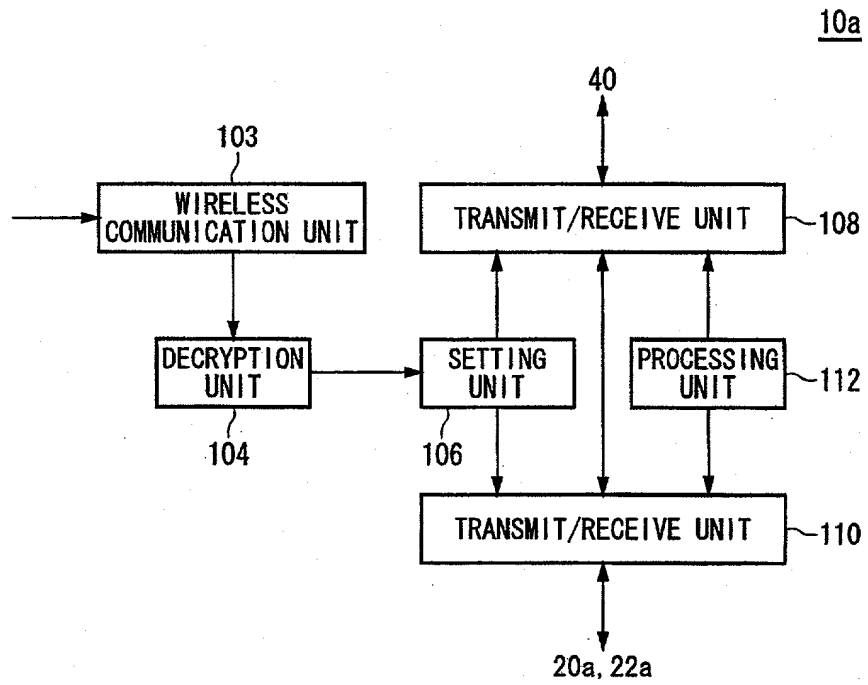 10a
40
103
WIRELESS
COMMUNICATION UNIT
TRANSMIT/RECEIVE UNIT
108
DECRYPTION
UNIT
104
SETTING
UNIT
106
PROCESSING
UNIT
112
TRANSMIT/RECEIVE UNIT
110
20a, 22a